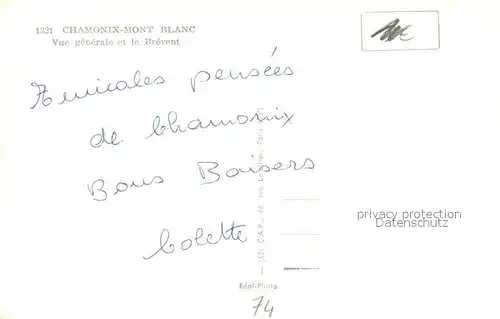 1321 CHAMONIX-MONT BLANC
Vue générale et le Brévent
Amicales pensées
de Chamonix
Bons Baisers
Colette
privacy protection
Datenschutz
Réal-Photo
74